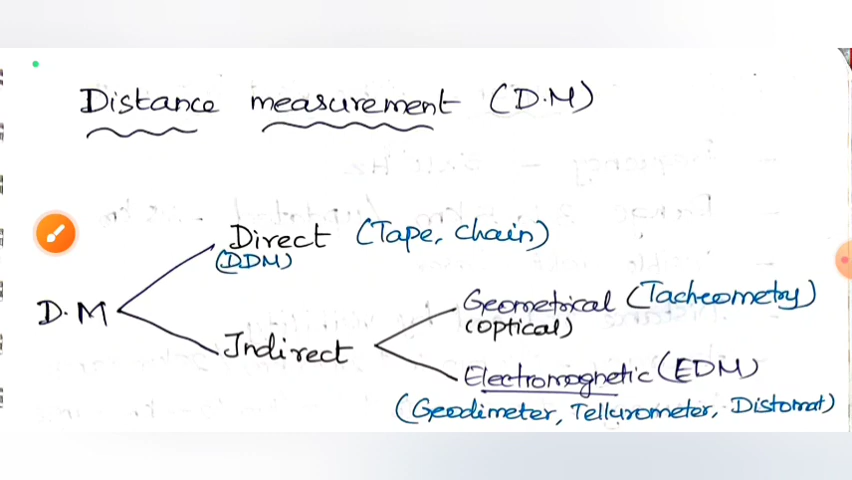 Distance measurement (D.M)
Direct (Tape, chain)
(DDM)
D.M
Geometrical (Tacheometry)
(optical)
Indirect
Electromagnetic (EDM)
(Geodimeter, Tellurometer, Distomat)